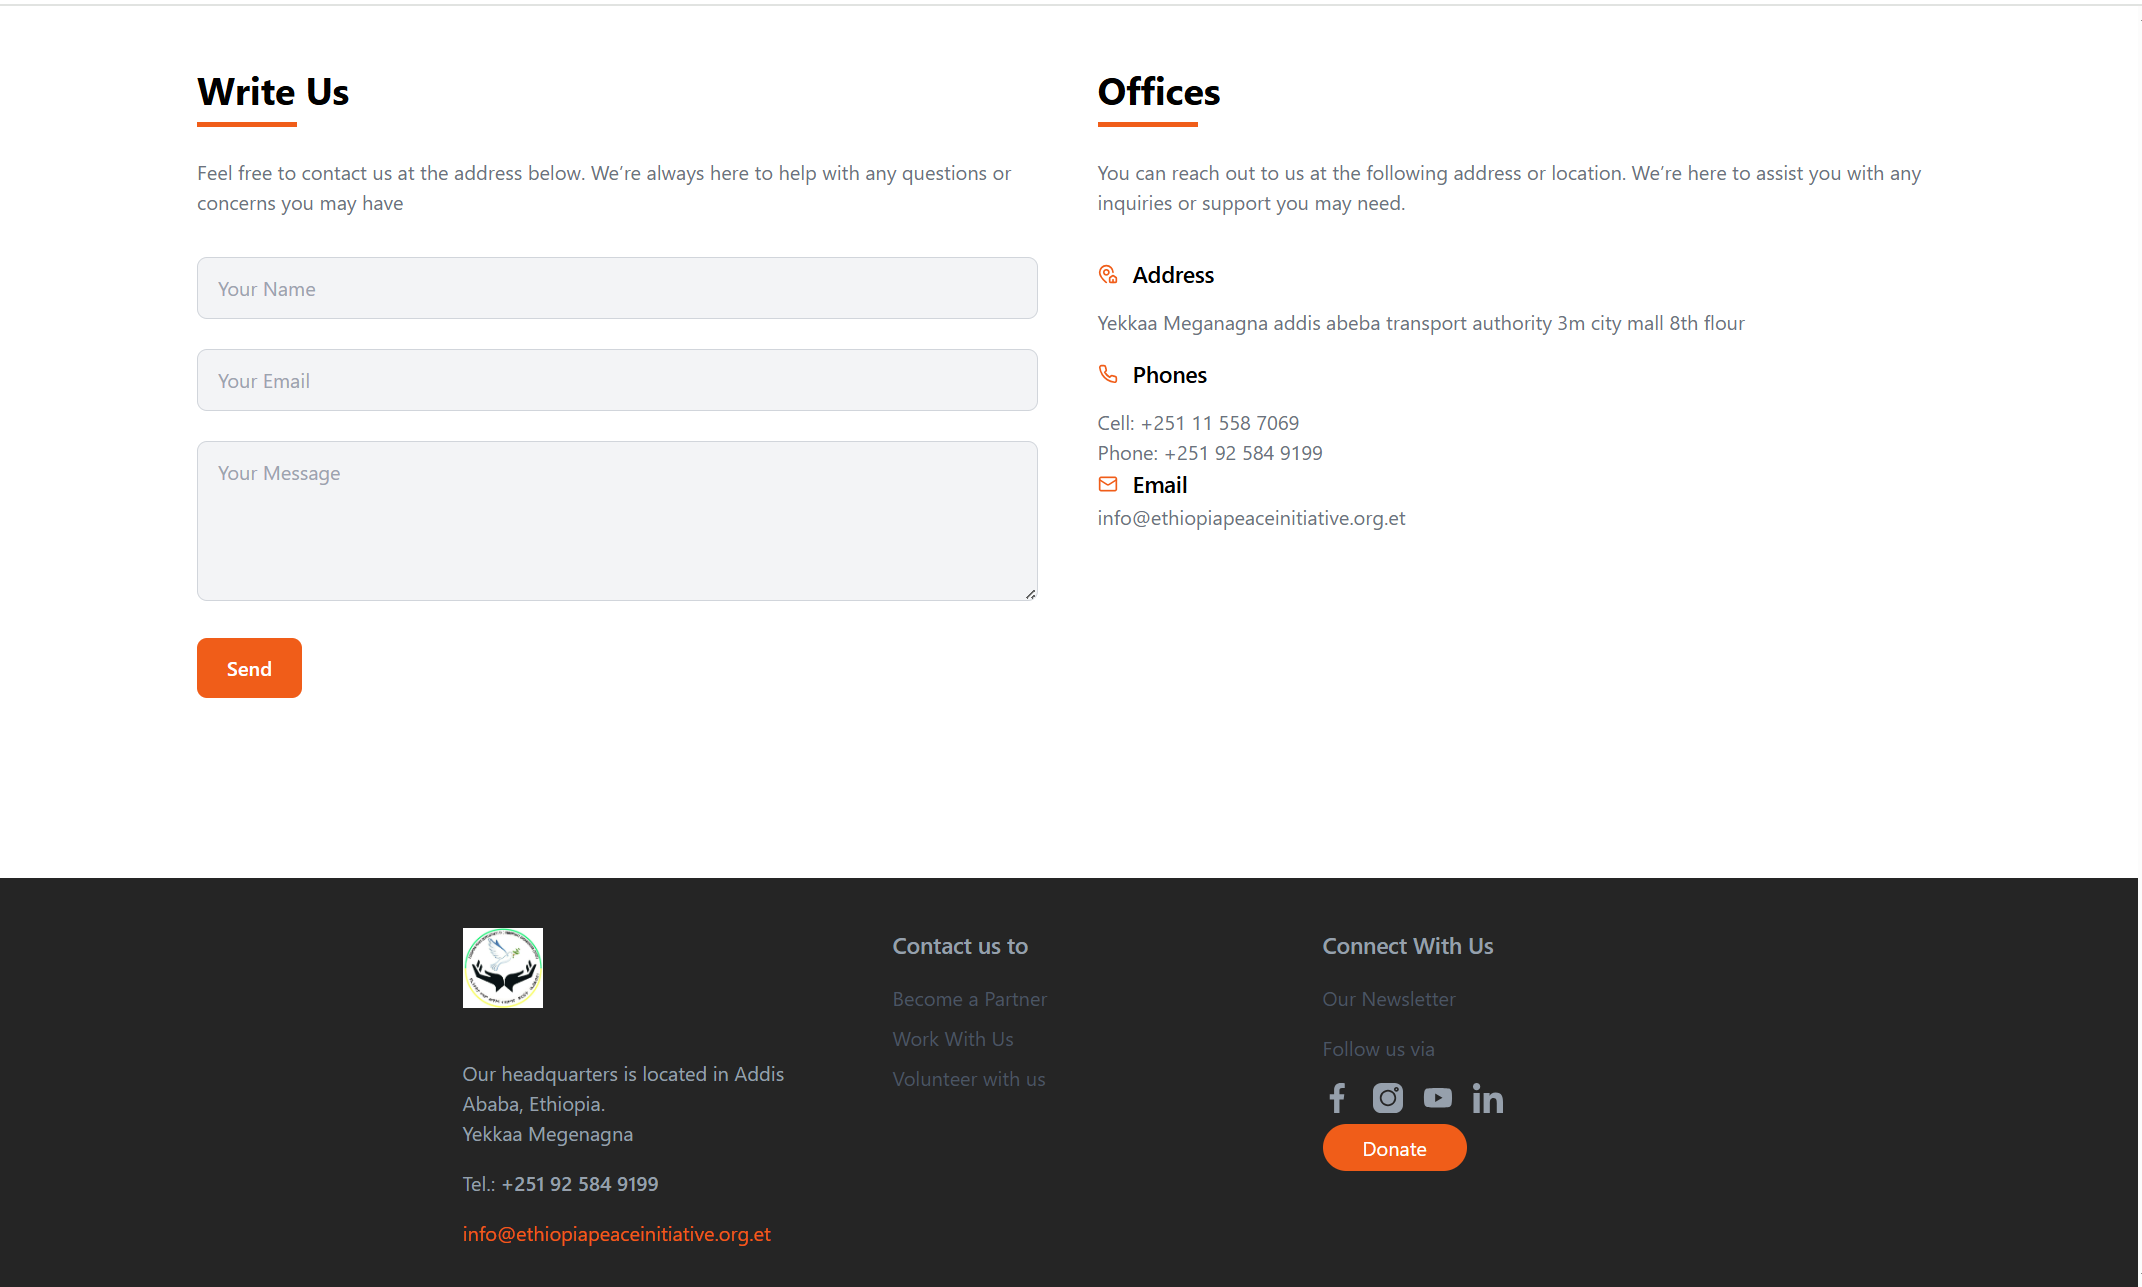 Write Us
Feel free to contact us at the address below. We’re always here to help with any questions or
concerns you may have
Your Name
Your Email
Your Message
Send
Offices
You can reach out to us at the following address or location. We’re here to assist you with any
inquiries or support you may need.
Address
Yekkaa Meganagna addis abeba transport authority 3m city mall 8th flour
Phones
Cell: +251 11 558 7069
Phone: +251 92 584 9199
Email
info@ethiopiapeaceinitiative.org.et
Our headquarters is located in Addis
Ababa, Ethiopia.
Yekkaa Megenagna
Tel.: +251 92 584 9199
info@ethiopiapeaceinitiative.org.et
Contact us to
Become a Partner
Work With Us
Volunteer with us
Connect With Us
Our Newsletter
Follow us via
Donate